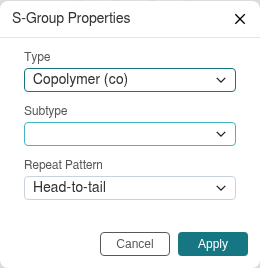 S-Group Properties
Type
Copolymer (co)
Subtype
Repeat Pattern
Head-to-tail
Cancel
Apply